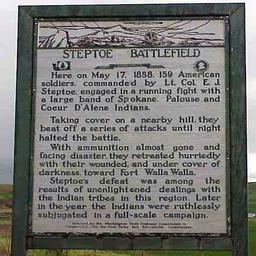 STEPTOE BATTLEFIELD
Here on May 17, 1858, 159 American
soldiers, commanded by Lt. Col. E. J.
Steptoe, engaged in a running fight with
a large band of Spokane, Palouse and
Coeur D'Alene Indians.
Taking cover on a nearby hill, they
beat off a series of attacks until night
halted the battle.
With ammunition almost gone and
facing disaster, they retreated hurriedly
with their wounded, and under cover of
darkness, toward Fort Walla Walla.
Steptoe's defeat was among the
results of unenlightened dealings with
the Indian tribes in this region. Later
in the year the Indians were ruthlessly
subjugated in a full-scale campaign.